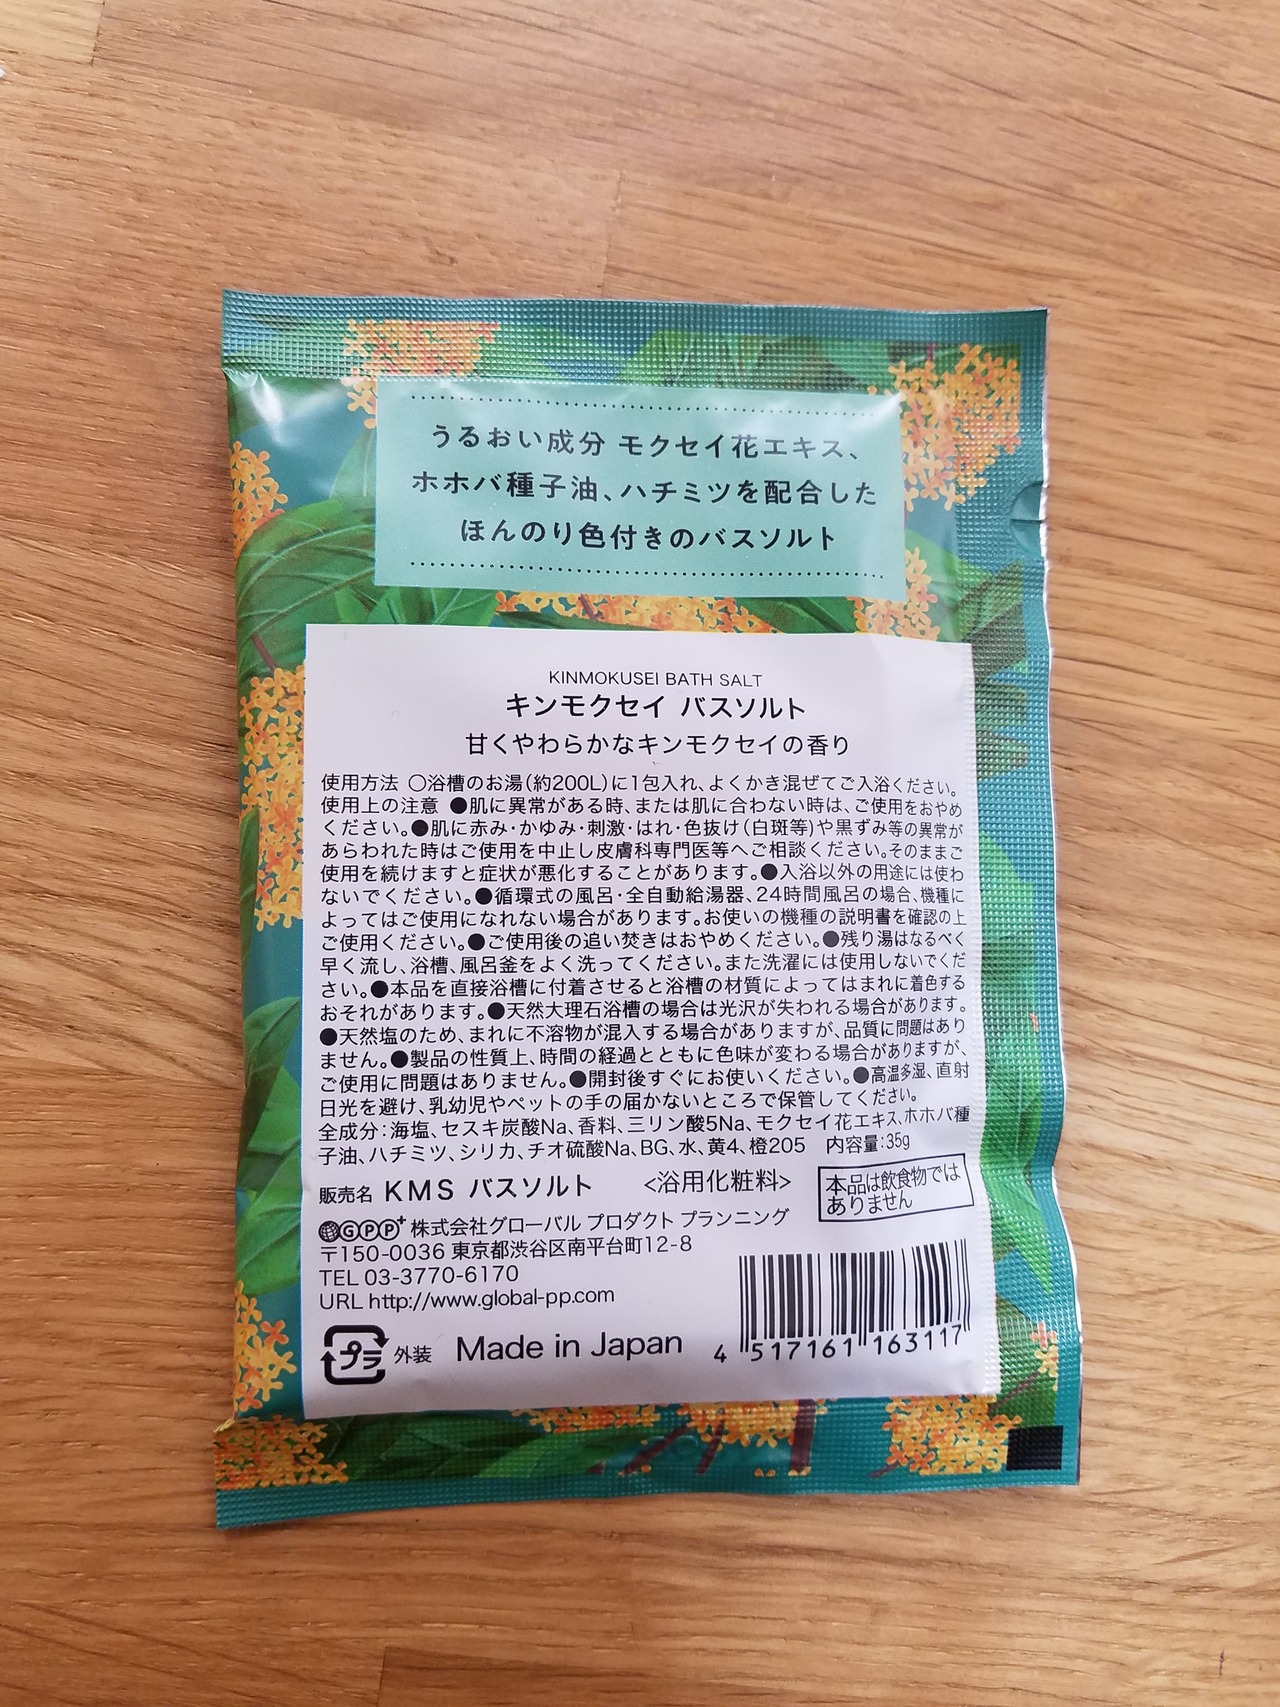 うるおい成分 モクセイ花エキス、
ホホバ種子油、ハチミツを配合した
ほんのり色付きのバスソルト
KINMOKUSEI BATH SALT
キンモクセイ バスソルト
甘くやわらかなキンモクセイの香り
使用方法 ○浴槽のお湯(約200L)に1包入れ、よくかき混ぜてご入浴ください。
使用上の注意 ●肌に異常がある時、または肌に合わない時は、ご使用をおやめ
ください。●肌に赤み・かゆみ・刺激・はれ・色抜け(白斑等)や黒ずみ等の異常が
あらわれた時はご使用を中止し皮膚科専門医等へご相談ください。そのままご
使用を続けますと症状が悪化することがあります。●入浴以外の用途には使わ
ないでください。●循環式の風呂・全自動給湯器、24時間風呂の場合、機種に
よってはご使用になれない場合があります。お使いの機種の説明書を確認の上
ご使用ください。●ご使用後の追い焚きはおやめください。●残り湯はなるべく
早く流し、浴槽、風呂釜をよく洗ってください。また洗濯には使用しないでくだ
さい。●本品を直接浴槽に付着させると浴槽の材質によってはまれに着色する
おそれがあります。●天然大理石浴槽の場合は光沢が失われる場合があります。
●天然塩のため、まれに不溶物が混入する場合がありますが、品質に問題はあり
ません。●製品の性質上、時間の経過とともに色味が変わる場合がありますが、
ご使用に問題はありません。●開封後すぐにお使いください。●高温多湿、直射
日光を避け、乳幼児やペットの手の届かないところで保管してください。
全成分:海塩、セスキ炭酸Na、香料、三リン酸5Na、モクセイ花エキス、ホホバ種
子油、ハチミツ、シリカ、チオ硫酸Na、BG、水、黄4、橙205 内容量:35g
販売名 KMS バスソルト <浴用化粧料>
本品は飲食物では
ありません
GPP+ 株式会社グローバル プロダクト プランニング
〒150-0036 東京都渋谷区南平台町12-8
TEL 03-3770-6170
URL http://www.global-pp.com
プラ 外装 Made in Japan
4 517161 163117